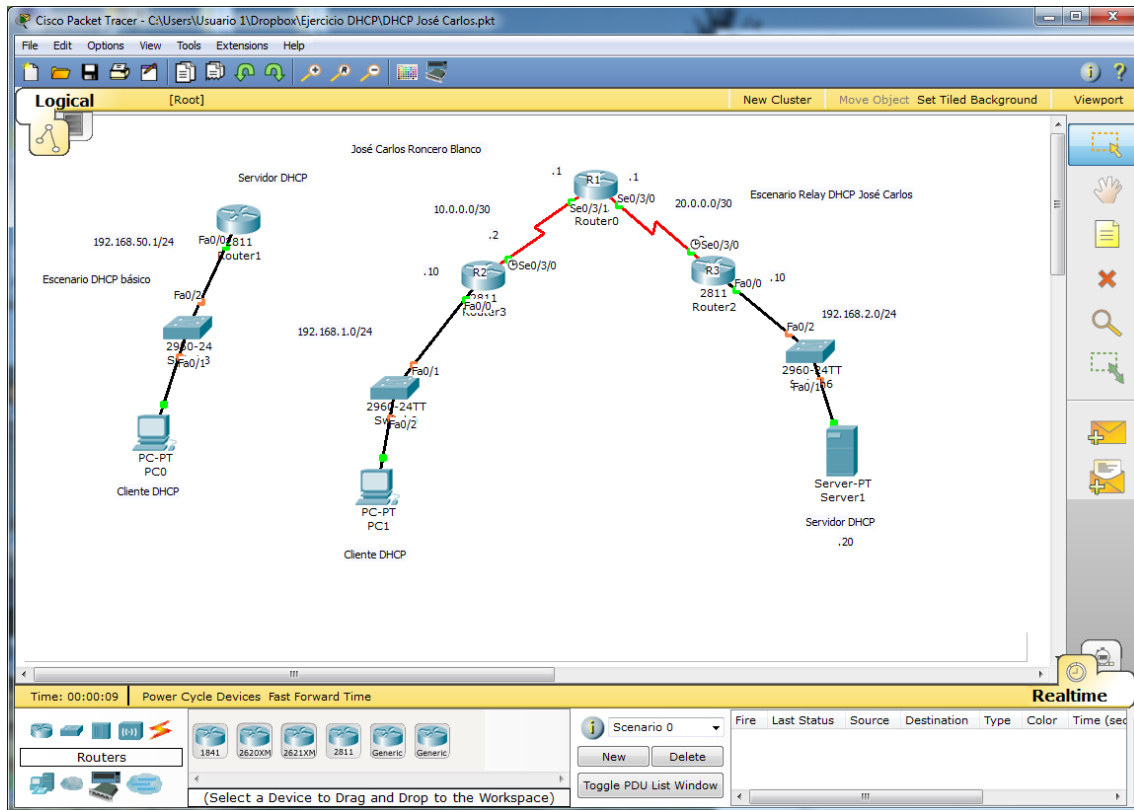 Cisco Packet Tracer - C:\Users\Usuario 1\Dropbox\Ejercicio DHCP\DHCP José Carlos.pkt
File Edit Options View Tools Extensions Help
Logical [Root] New Cluster Move Object Set Tiled Background Viewport
José Carlos Roncero Blanco
Servidor DHCP
.1 R1 .1
Se0/3/1 Se0/3/0
Router0
10.0.0.0/30
20.0.0.0/30
Escenario Relay DHCP José Carlos
192.168.50.1/24
Fa0/0 2811
Router1
.2
Se0/3/0
Escenario DHCP básico
.10 R2 Se0/3/0
2811
Fa0/0
Router3
R3 Fa0/0 .10
2811
Router2
Fa0/2
2960-24
Fa0/1
192.168.1.0/24
192.168.2.0/24
Fa0/2
2960-24TT
Fa0/1
Fa0/1
2960-24TT
Fa0/2
PC-PT
PC0
Cliente DHCP
PC-PT
PC1
Cliente DHCP
Server-PT
Server1
Servidor DHCP
.20
Time: 00:00:09 Power Cycle Devices Fast Forward Time Realtime
Routers
1841 2620XM 2621XM 2811 Generic Generic
(Select a Device to Drag and Drop to the Workspace)
Scenario 0
New Delete
Toggle PDU List Window
Fire Last Status Source Destination Type Color Time (sec